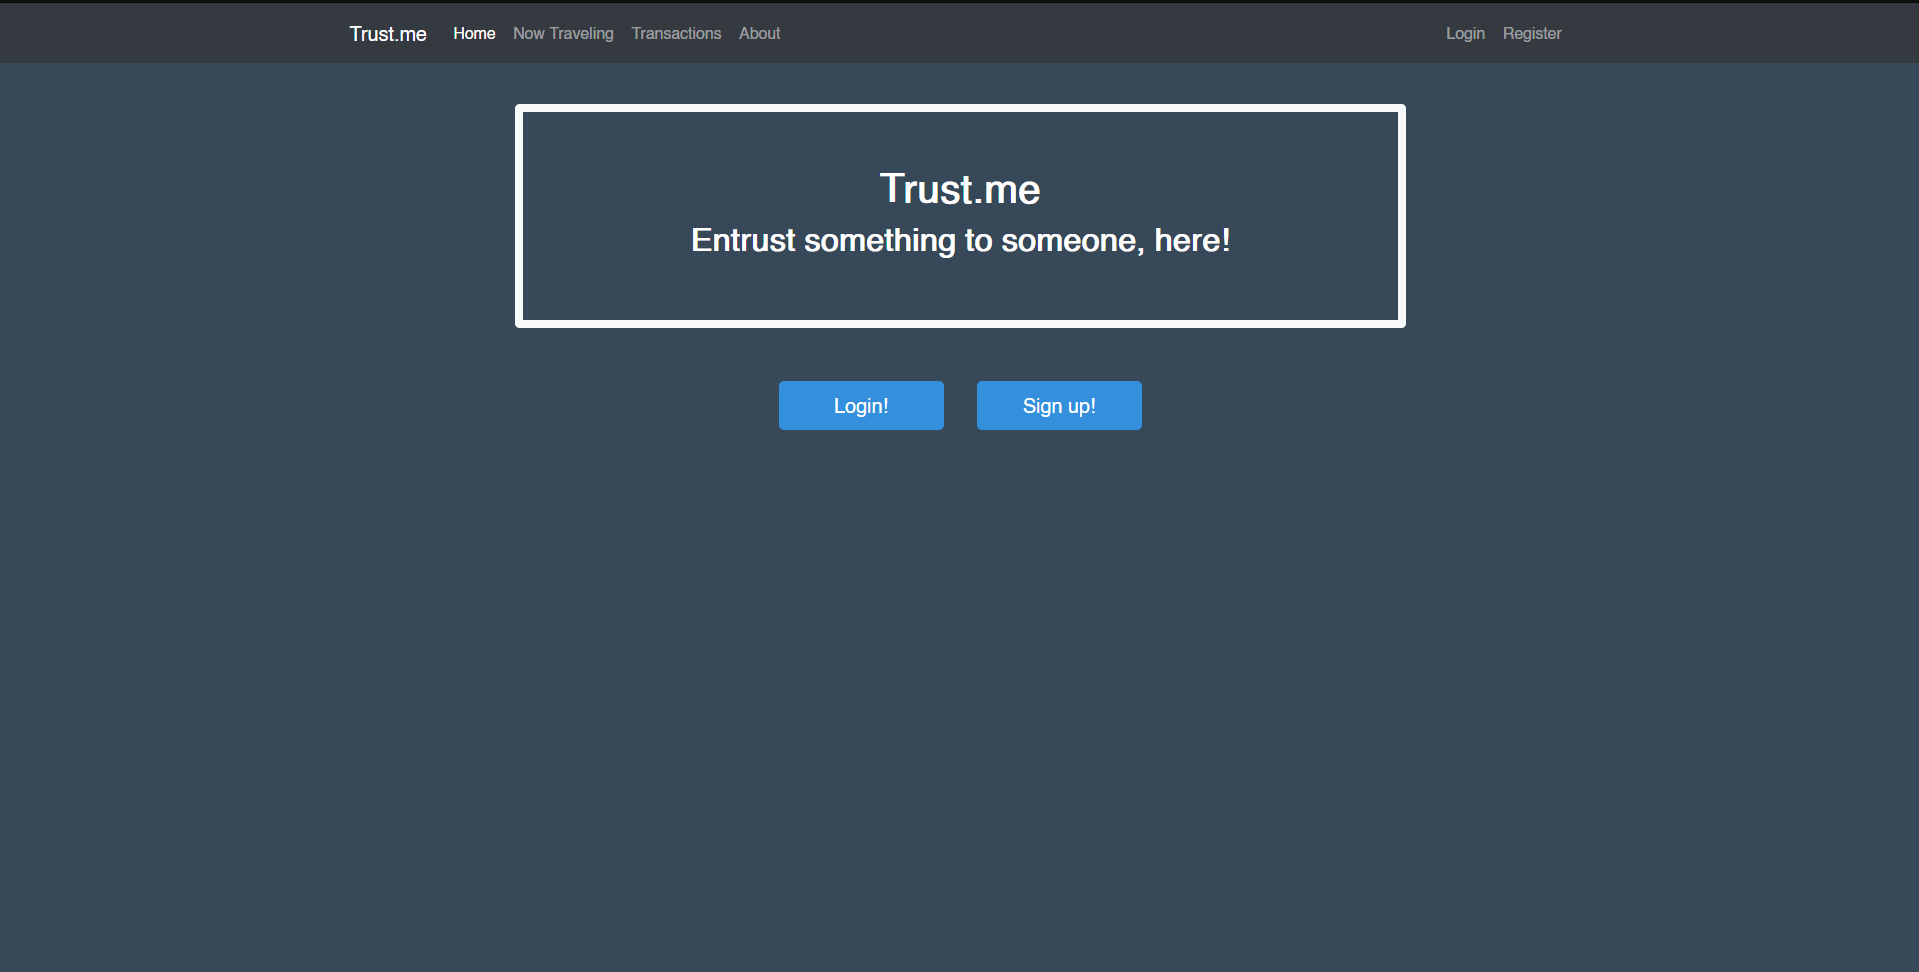 Trust.me Home Now Traveling Transactions About Login Register
Trust.me
Entrust something to someone, here!
Login! Sign up!